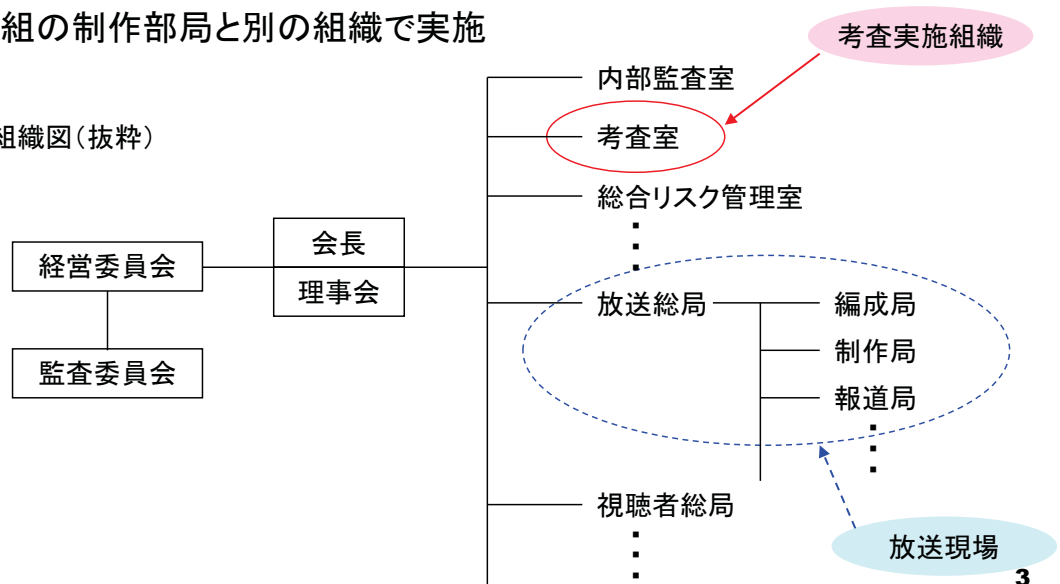 組の制作部局と別の組織で実施
考査実施組織
組織図（抜粋）
内部監査室
考査室
総合リスク管理室
経営委員会
会長
理事会
監査委員会
放送総局
編成局
制作局
報道局
視聴者総局
放送現場
3